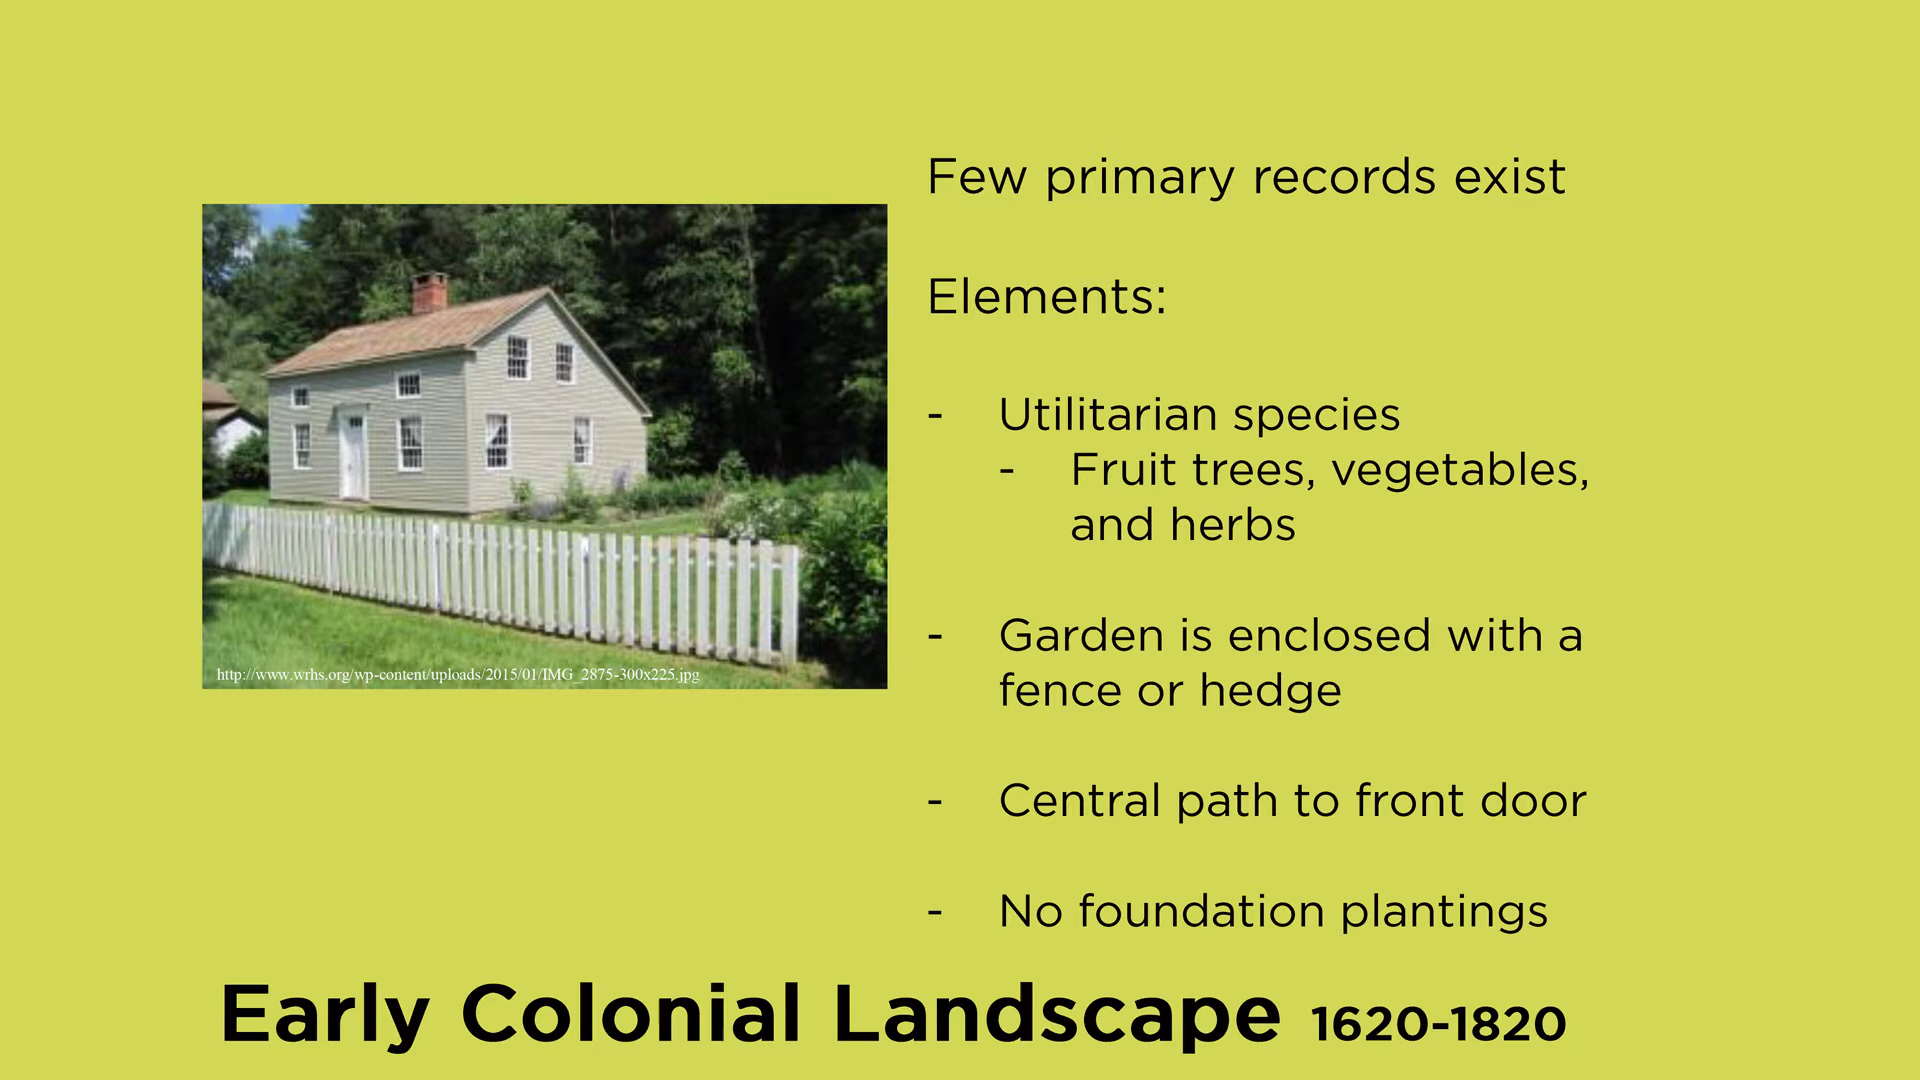 Few primary records exist
Elements:
- Utilitarian species
- Fruit trees, vegetables,
and herbs
- Garden is enclosed with a
fence or hedge
- Central path to front door
- No foundation plantings
http://www.wrhs.org/wp-content/uploads/2015/01/IMG_2875-300x225.jpg
Early Colonial Landscape 1620-1820